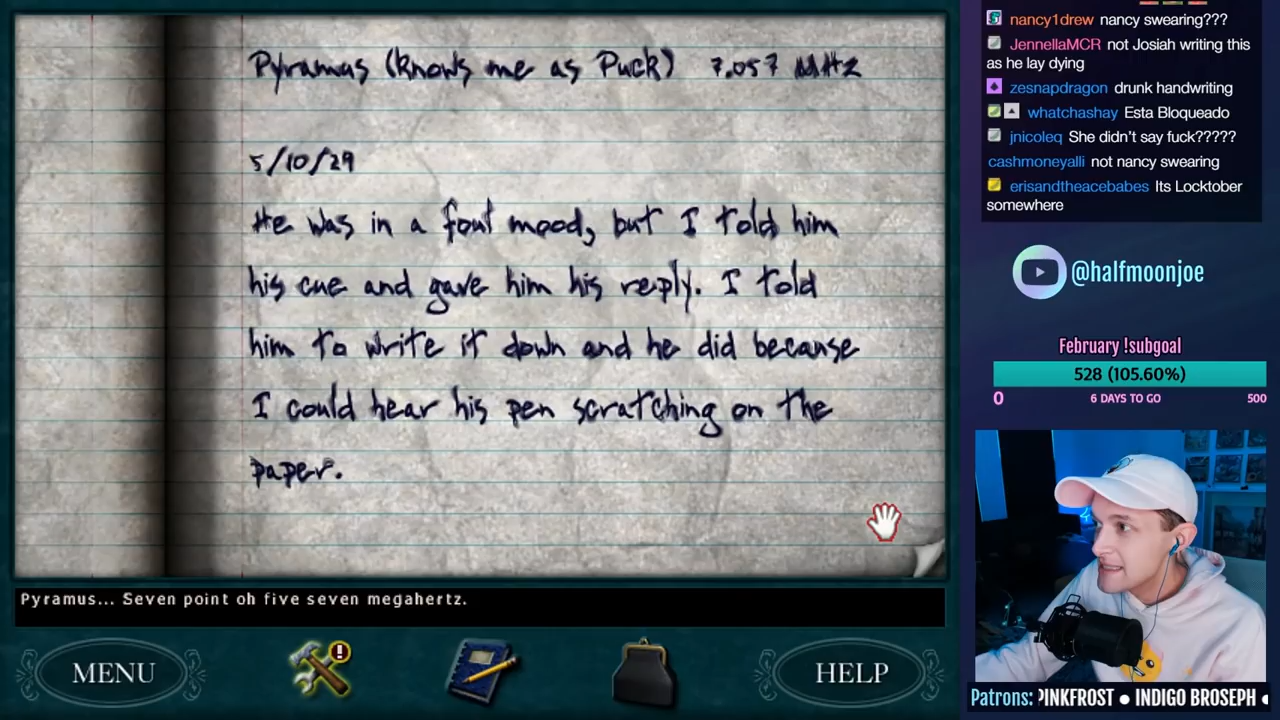 Pyramus (knows me as Puck) 7.057 MHz
5/10/29
He was in a foul mood, but I told him
his cue and gave him his reply. I told
him to write it down and he did because
I could hear his pen scratching on the
paper.
Pyramus... Seven point oh five seven megahertz.
MENU
HELP
nancy1drew nancy swearing???
JennellaMCR not Josiah writing this
as he lay dying
zesnapdragon drunk handwriting
whatchashay Esta Bloqueado
jnicoleq She didn't say fuck?????
cashmoneyalli not nancy swearing
erisandtheacebabes Its Locktober
somewhere
@halfmoonjoe
February !subgoal
528 (105.60%)
0 6 DAYS TO GO 500
Patrons: PINKFROST ● INDIGO BROSEPH ●